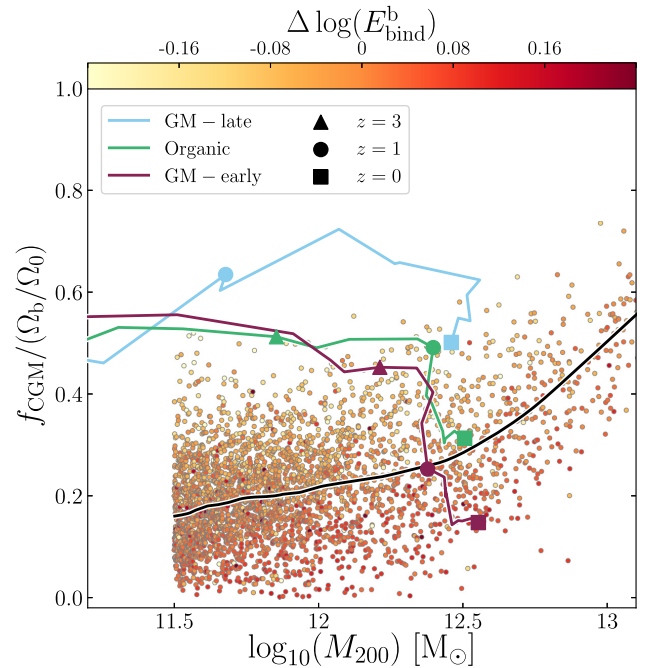 Δ log(E^b_bind)
-0.16 -0.08 0 0.08 0.16
GM − late
Organic
GM − early
z = 3
z = 1
z = 0
f_CGM/(Ω_b/Ω_0)
1.0
0.8
0.6
0.4
0.2
0.0
11.5 12 12.5 13
log_10(M_200) [M_⊙]